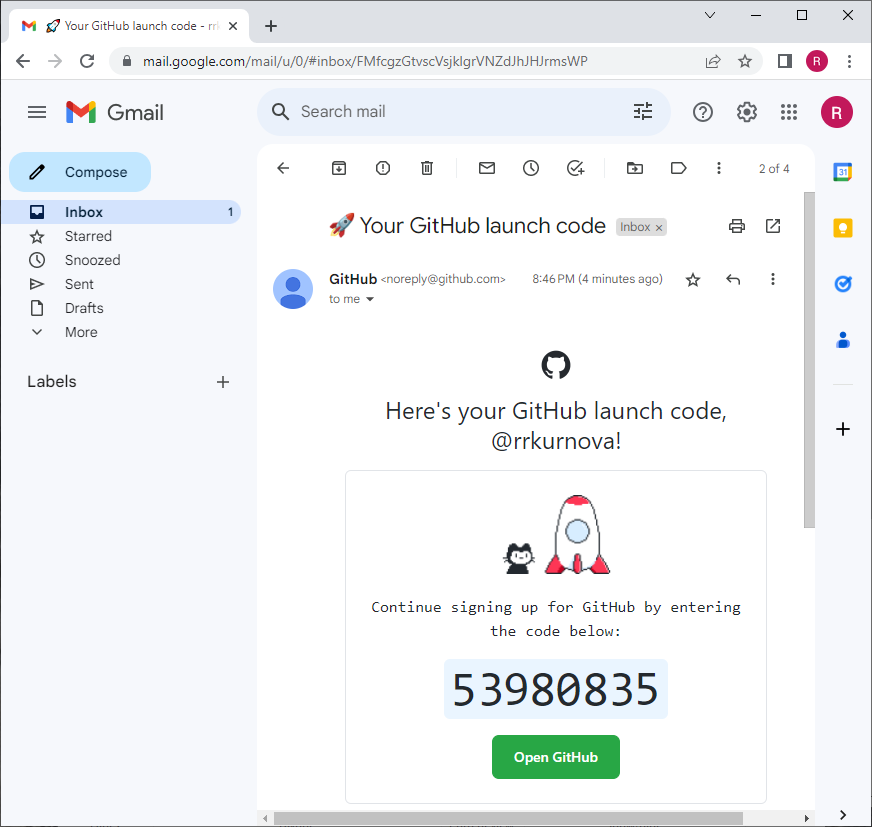 🚀 Your GitHub launch code - rrk
mail.google.com/mail/u/0/#inbox/FMfcgzGtvscVsjklgrVNZdJhJHJrmsWP
R
Gmail
Search mail
R
Compose
Inbox 1
Starred
Snoozed
Sent
Drafts
More
Labels
2 of 4
31
🚀 Your GitHub launch code Inbox ×
GitHub <noreply@github.com> 8:46 PM (4 minutes ago)
to me
Here's your GitHub launch code,
@rrkurnova!
Continue signing up for GitHub by entering
the code below:
53980835
Open GitHub